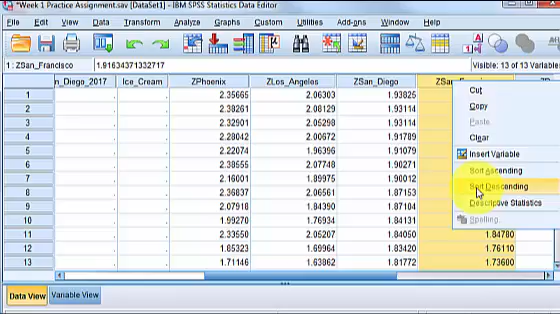 *Week 1 Practice Assignment.sav [DataSet1] - IBM SPSS Statistics Data Editor
File Edit View Data Transform Analyze Graphs Custom Utilities Add-ons Window Help
1 : ZSan_Francisco 1.91634371332717 Visible: 13 of 13 Variable
n_Diego_2017 Ice_Cream ZPhoenix ZLos_Angeles ZSan_Diego
1 . . 2.35665 2.06303 1.93825
2 . . 2.38261 2.08129 1.93114
3 . . 2.32901 2.05298 1.93114
4 . . 2.28042 2.00672 1.91789
5 . . 2.22074 1.96396 1.91079
6 . . 2.38555 2.07748 1.90271
7 . . 2.16001 1.89975 1.90012
8 . . 2.36837 2.06561 1.87153
9 . . 2.07918 1.84390 1.87104
10 . . 1.99270 1.76934
11 . . 2.33550 2.05207 1.84050 1.84780
12 . . 1.85323 1.69964 1.83420 1.76110
13 . . 1.71146 1.63862 1.81772 1.73600
Cut
Copy
Paste
Clear
Insert Variable
Sort Ascending
Sort Descending
Descriptive Statistics
Spelling...
Data View Variable View